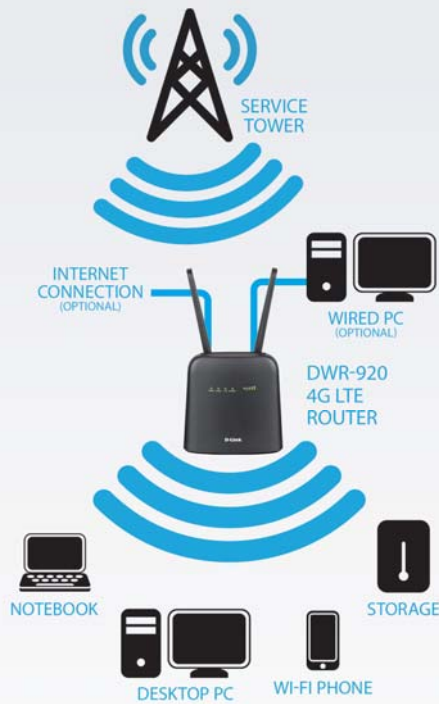 SERVICE
TOWER
INTERNET
CONNECTION
(OPTIONAL)
WIRED PC
(OPTIONAL)
DWR-920
4G LTE
ROUTER
D-Link
NOTEBOOK
STORAGE
DESKTOP PC
WI-FI PHONE